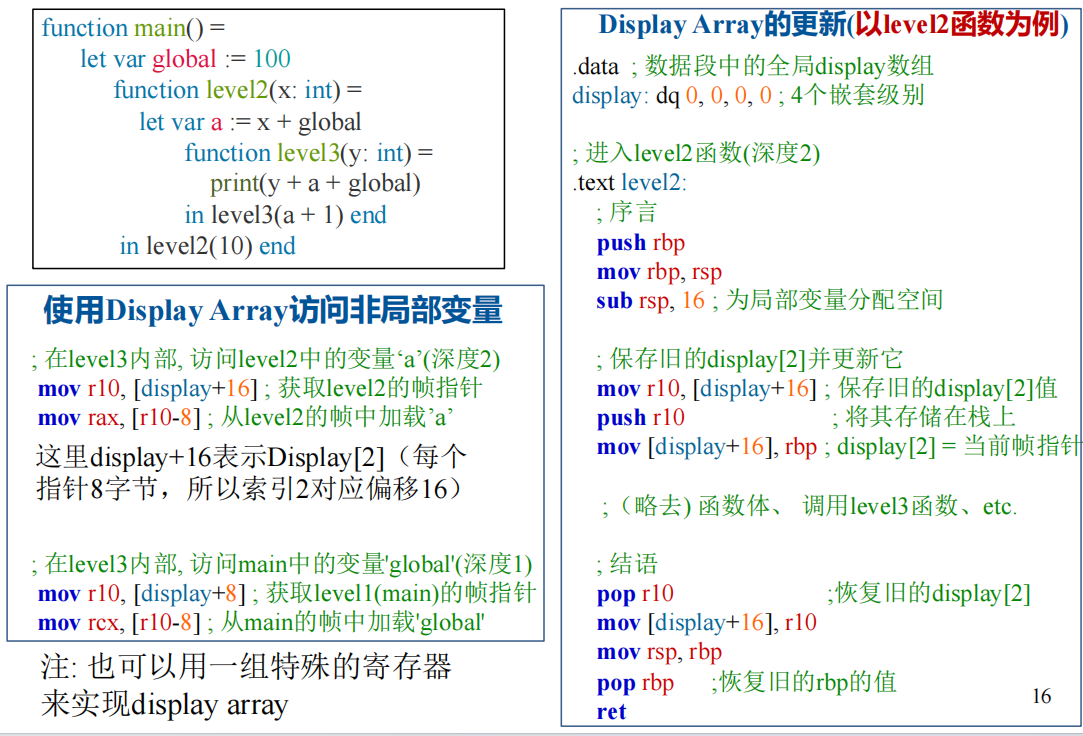 function main() =
let var global := 100
function level2(x: int) =
let var a := x + global
function level3(y: int) =
print(y + a + global)
in level3(a + 1) end
in level2(10) end
使用Display Array访问非局部变量
; 在level3内部, 访问level2中的变量‘a’(深度2)
mov r10, [display+16] ; 获取level2的帧指针
mov rax, [r10-8] ; 从level2的帧中加载’a’
这里display+16表示Display[2]（每个
指针8字节，所以索引2对应偏移16）
; 在level3内部, 访问main中的变量'global'(深度1)
mov r10, [display+8] ; 获取level1(main)的帧指针
mov rcx, [r10-8] ; 从main的帧中加载'global'
注: 也可以用一组特殊的寄存器
来实现display array
Display Array的更新(以level2函数为例)
.data ; 数据段中的全局display数组
display: dq 0, 0, 0, 0 ; 4个嵌套级别
; 进入level2函数(深度2)
.text level2:
; 序言
push rbp
mov rbp, rsp
sub rsp, 16 ; 为局部变量分配空间
; 保存旧的display[2]并更新它
mov r10, [display+16] ; 保存旧的display[2]值
push r10 ; 将其存储在栈上
mov [display+16], rbp ; display[2] = 当前帧指针
;（略去) 函数体、 调用level3函数、etc.
; 结语
pop r10 ;恢复旧的display[2]
mov [display+16], r10
mov rsp, rbp
pop rbp ;恢复旧的rbp的值
ret
16